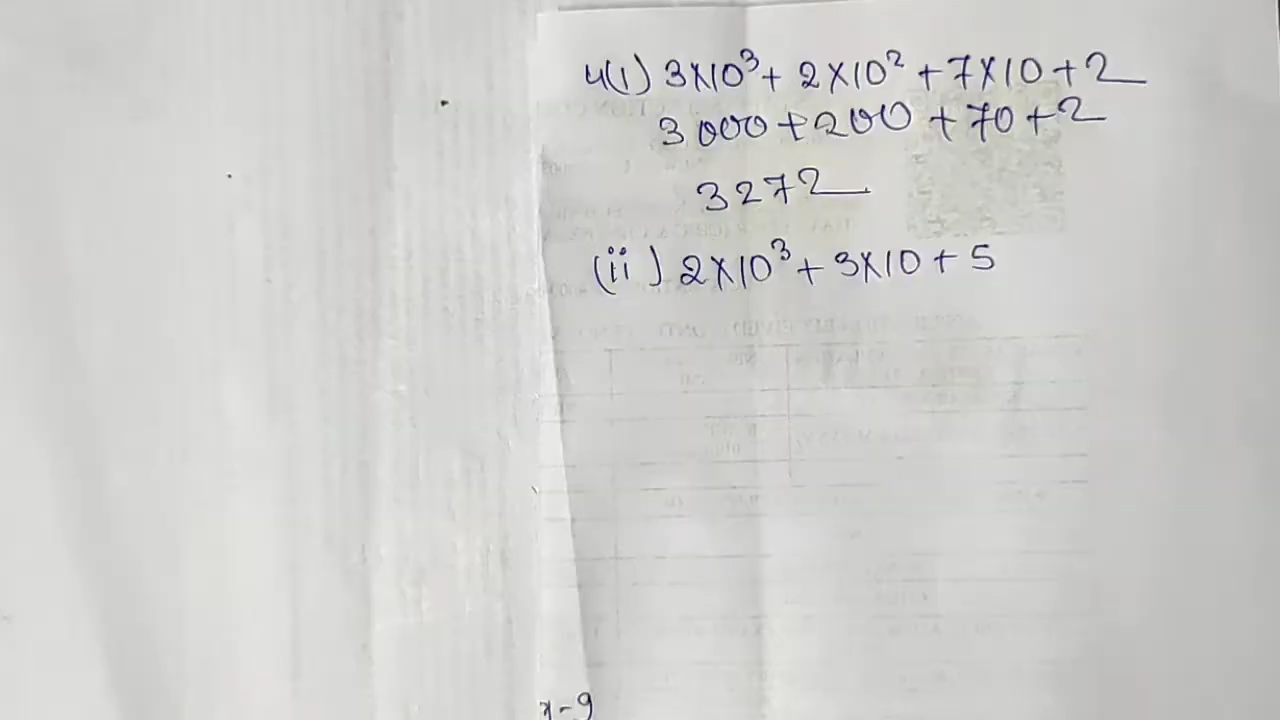 4(i) 3×10³ + 2×10² + 7×10 + 2
3000 + 200 + 70 + 2
3272
(ii) 2×10³ + 3×10 + 5
x-9